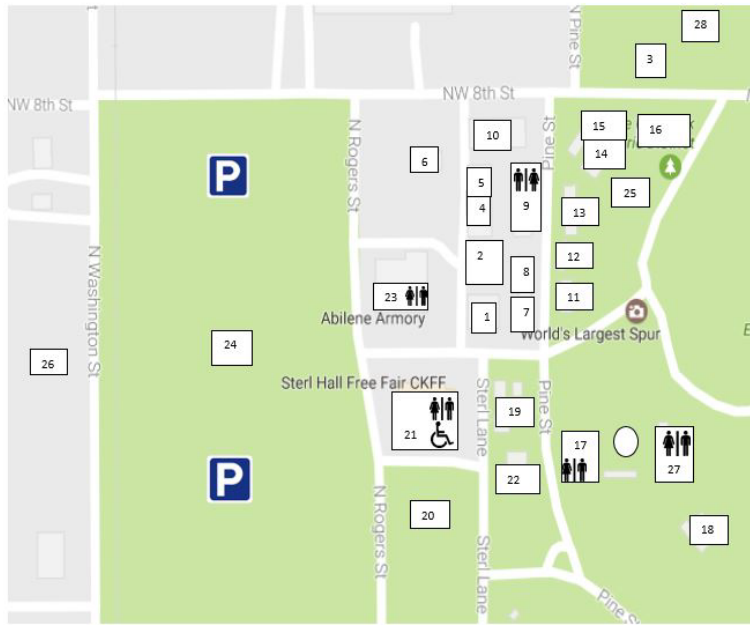 N Pine St
28
3
NW 8th St
NW 8th St
N Rogers St
Pine St
10
15
16
14
6
5
4
9
25
13
2
12
8
11
23
7
1
Abilene Armory
World's Largest Spur
N Washington St
24
26
Sterl Hall Free Fair CKFF
Sterl Lane
Pine St
19
21
17
27
22
20
18
N Rogers St
Sterl Lane
Pine St
P
P